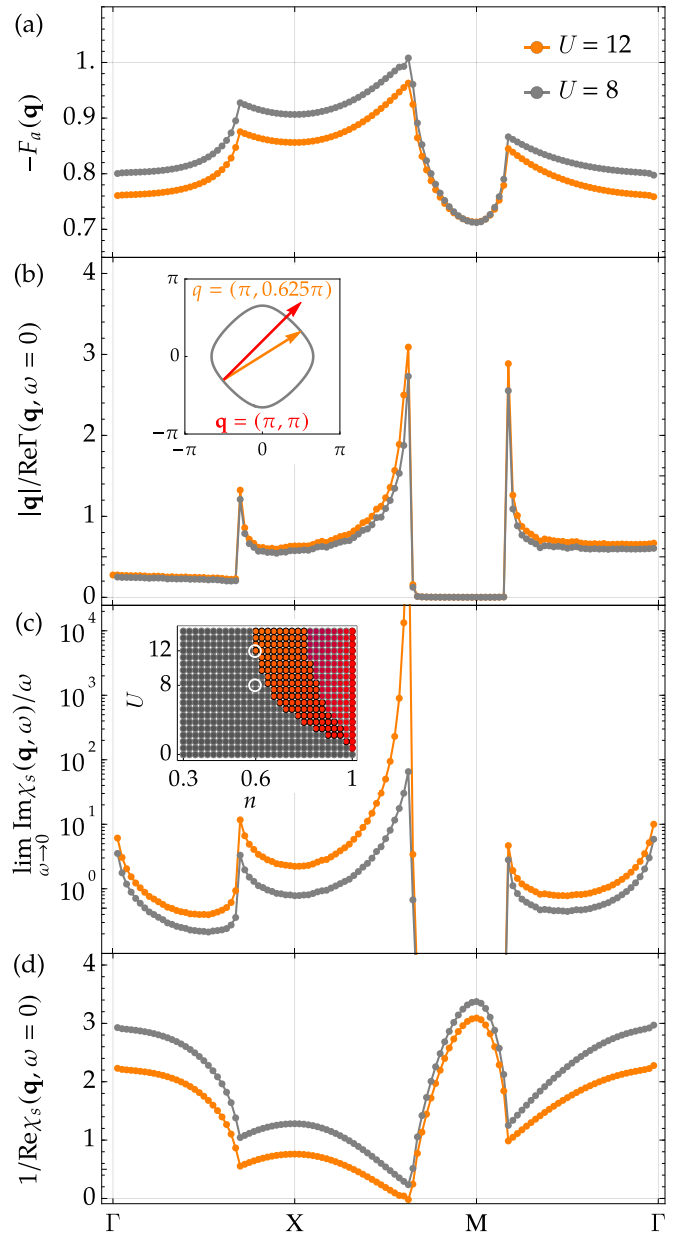 (a)
U = 12
U = 8
−F_a(q)
1.
0.9
0.8
0.7
(b)
|q|/ReΓ(q, ω = 0)
4
3
2
1
0
π
0
−π
−π
0
π
q = (π, 0.625π)
q = (π, π)
(c)
lim Imχ_s(q, ω)/ω
ω→0
10^4
10^3
10^2
10^1
10^0
U
12
8
0
0.3
0.6
1
n
(d)
1/Reχ_s(q, ω = 0)
4
3
2
1
0
Γ
X
M
Γ